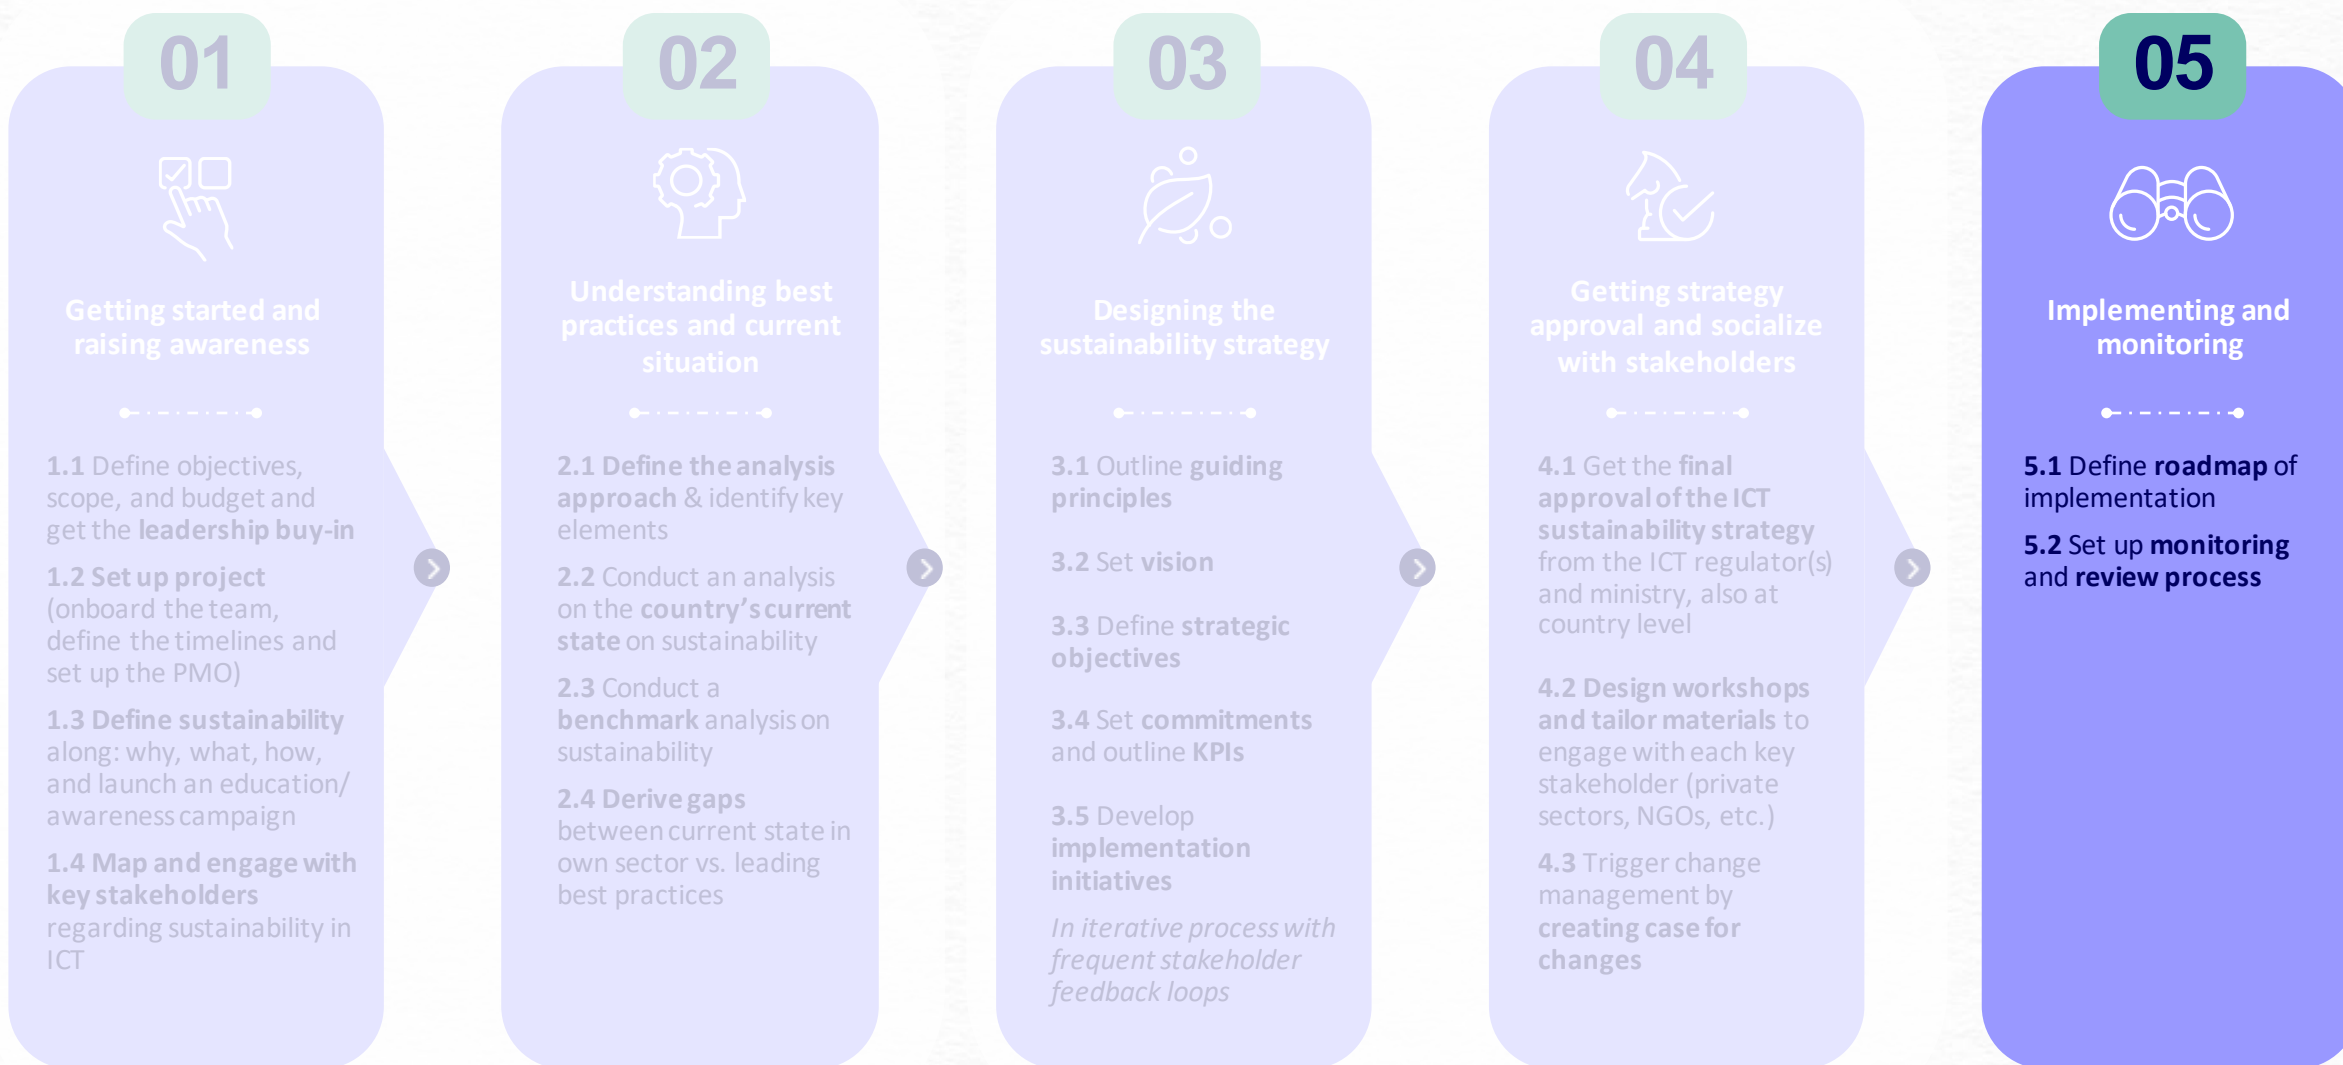 01
Getting started and
raising awareness
1.1 Define objectives,
scope, and budget and
get the leadership buy-in
1.2 Set up project
(onboard the team,
define the timelines and
set up the PMO)
1.3 Define sustainability
along: why, what, how,
and launch an education/
awareness campaign
1.4 Map and engage with
key stakeholders
regarding sustainability in
ICT
02
Understanding best
practices and current
situation
2.1 Define the analysis
approach & identify key
elements
2.2 Conduct an analysis
on the country’s current
state on sustainability
2.3 Conduct a
benchmark analysis on
sustainability
2.4 Derive gaps
between current state in
own sector vs. leading
best practices
03
Designing the
sustainability strategy
3.1 Outline guiding
principles
3.2 Set vision
3.3 Define strategic
objectives
3.4 Set commitments
and outline KPIs
3.5 Develop
implementation
initiatives
In iterative process with
frequent stakeholder
feedback loops
04
Getting strategy
approval and socialize
with stakeholders
4.1 Get the final
approval of the ICT
sustainability strategy
from the ICT regulator(s)
and ministry, also at
country level
4.2 Design workshops
and tailor materials to
engage with each key
stakeholder (private
sectors, NGOs, etc.)
4.3 Trigger change
management by
creating case for
changes
05
Implementing and
monitoring
5.1 Define roadmap of
implementation
5.2 Set up monitoring
and review process